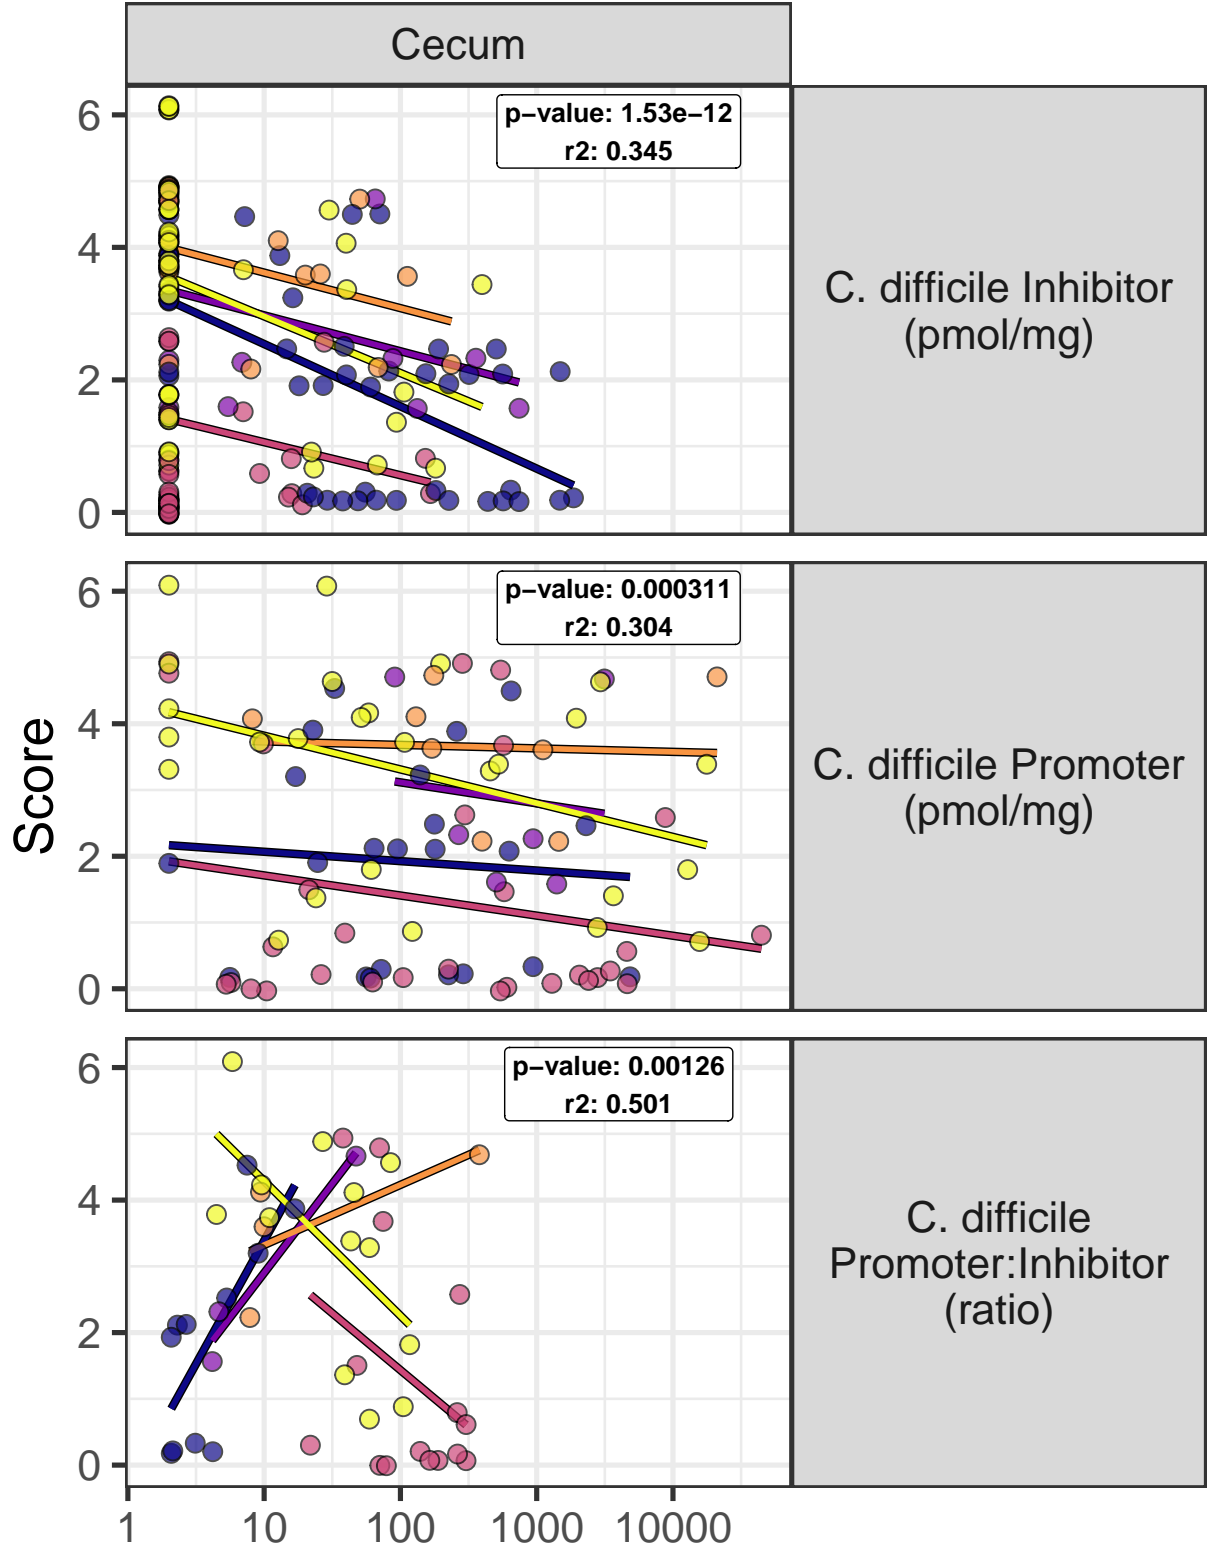 Cecum
6
4
2
0
p−value: 1.53e−12
r2: 0.345
C. difficile Inhibitor
(pmol/mg)
6
4
2
0
p−value: 0.000311
r2: 0.304
C. difficile Promoter
(pmol/mg)
Score
6
4
2
0
p−value: 0.00126
r2: 0.501
C. difficile
Promoter:Inhibitor
(ratio)
1 10 100 1000 10000